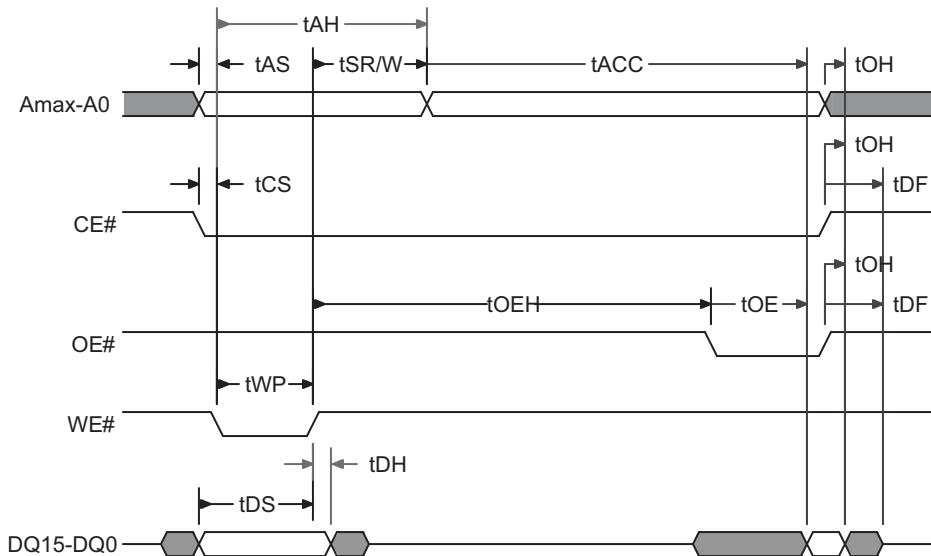 tAH
tAS
tSR/W
tACC
tOH
Amax-A0
tOH
tCS
tDF
CE#
tOH
tOEH
tOE
tDF
OE#
tWP
WE#
tDH
tDS
DQ15-DQ0